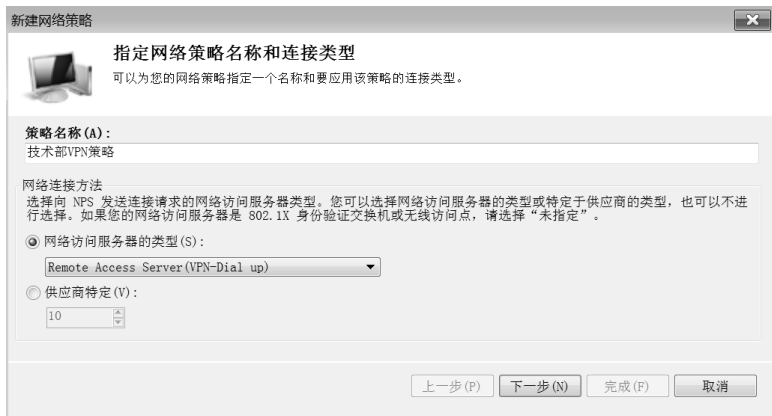 新建网络策略
指定网络策略名称和连接类型
可以为您的网络策略指定一个名称和要应用该策略的连接类型。
策略名称(A):
技术部VPN策略
网络连接方法
选择向 NPS 发送连接请求的网络访问服务器类型。您可以选择网络访问服务器的类型或特定于供应商的类型，也可以不进
行选择。如果您的网络访问服务器是 802.1X 身份验证交换机或无线访问点，请选择“未指定”。
网络访问服务器的类型(S):
Remote Access Server(VPN-Dial up)
供应商特定(V):
10
上一步(P) 下一步(N) 完成(F) 取消